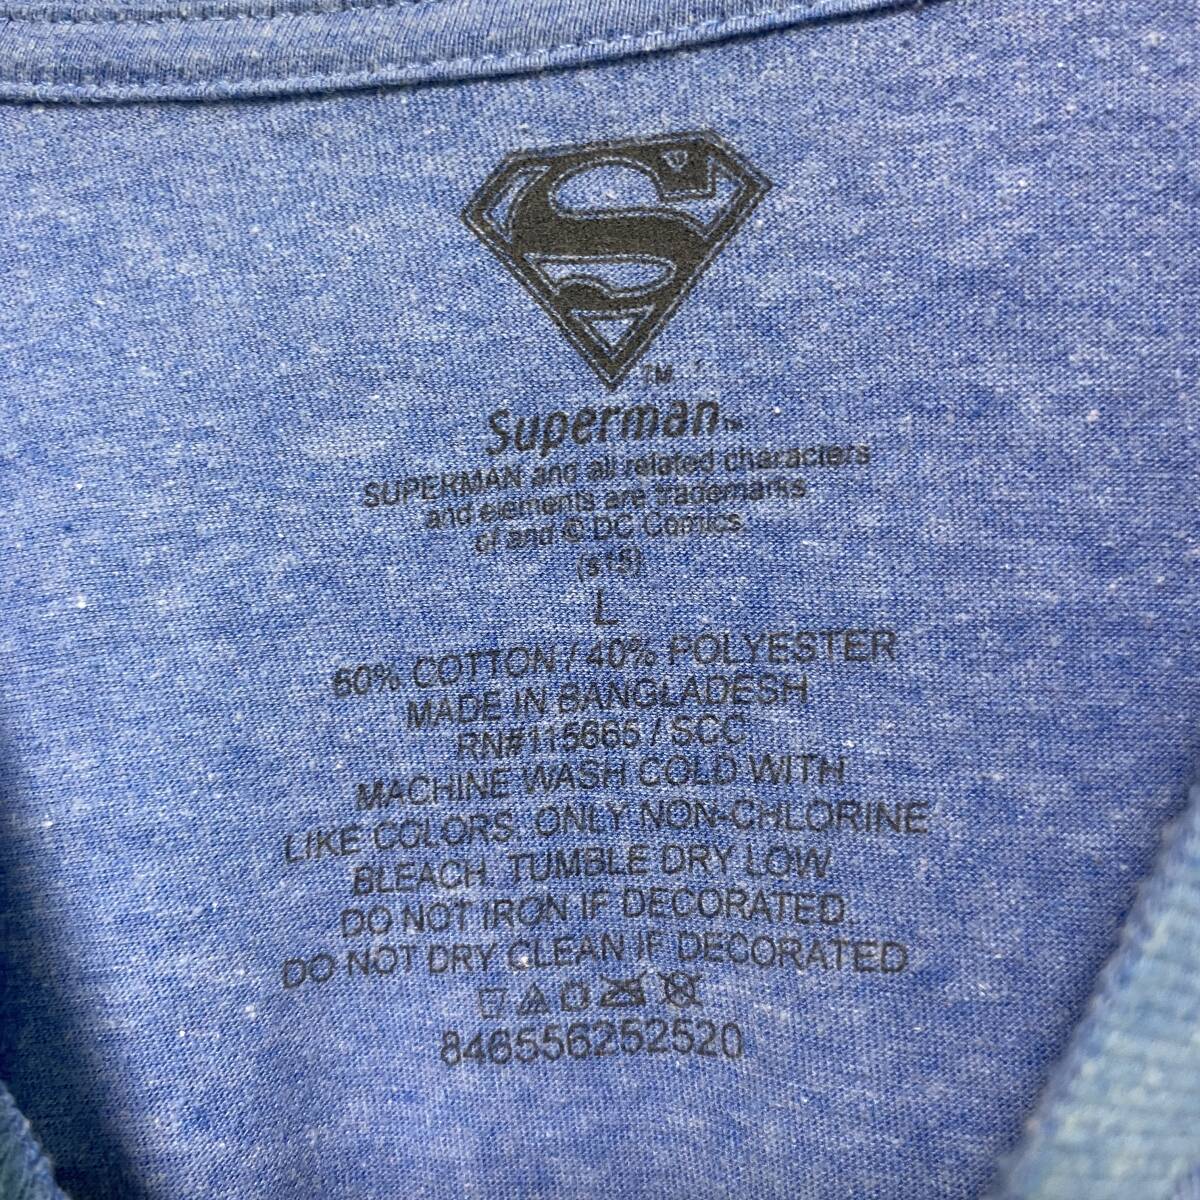 TM
Superman™
SUPERMAN and all related characters
and elements are trademarks
of and © DC Comics
(s15)
L
60% COTTON / 40% POLYESTER
MADE IN BANGLADESH
RN#115665 / SCC
MACHINE WASH COLD WITH
LIKE COLORS, ONLY NON-CHLORINE
BLEACH. TUMBLE DRY LOW
DO NOT IRON IF DECORATED.
DO NOT DRY CLEAN IF DECORATED
846556252520